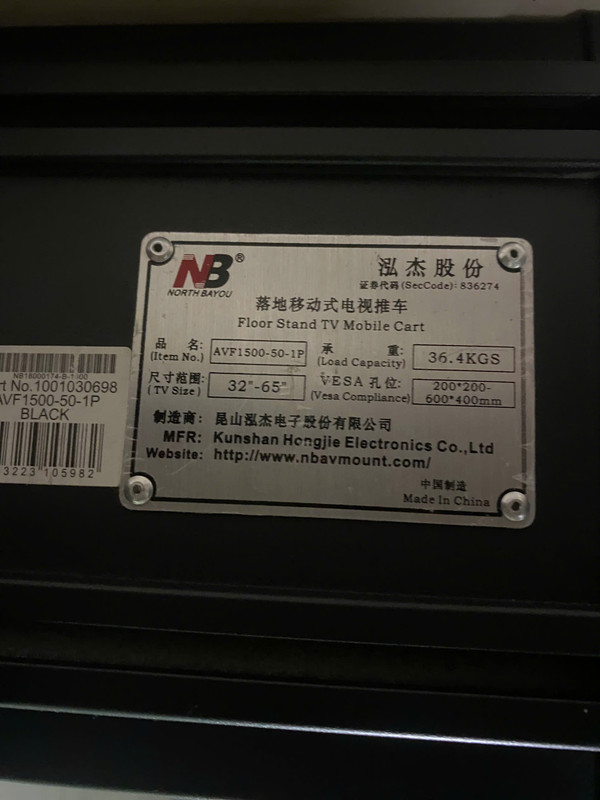 NB®
NORTH BAYOU
泓杰股份
证券代码(SecCode): 836274
落地移动式电视推车
Floor Stand TV Mobile Cart
品 名: AVF1500-50-1P 承 重: 36.4KGS
(Item No.) (Load Capacity)
尺寸范围: 32"-65" VESA 孔位: 200*200-
(TV Size) (Vesa Compliance) 600*400mm
制造商: 昆山泓杰电子股份有限公司
MFR: Kunshan Hongjie Electronics Co.,Ltd
Website: http://www.nbavmount.com/
中国制造
Made In China
NB18000174-B-1000
rt No.1001030698
AVF1500-50-1P
BLACK
3223 105982